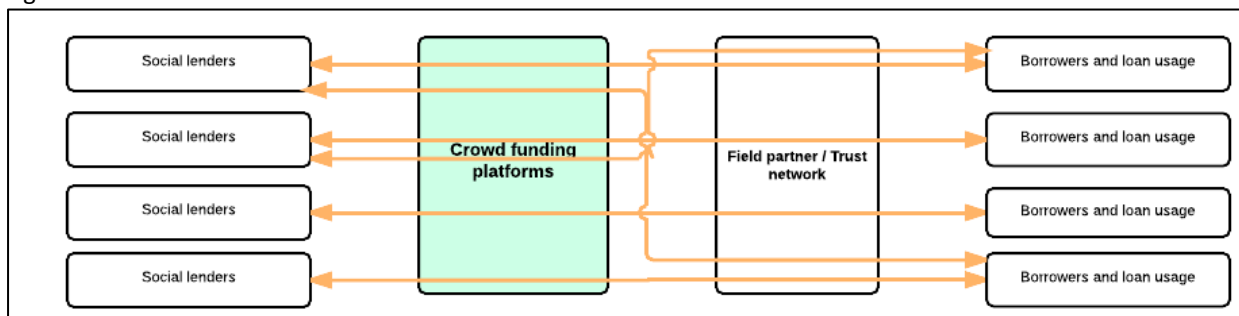 Social lenders
Borrowers and loan usage
Social lenders
Crowd funding
platforms
Field partner / Trust
network
Borrowers and loan usage
Social lenders
Borrowers and loan usage
Social lenders
Borrowers and loan usage